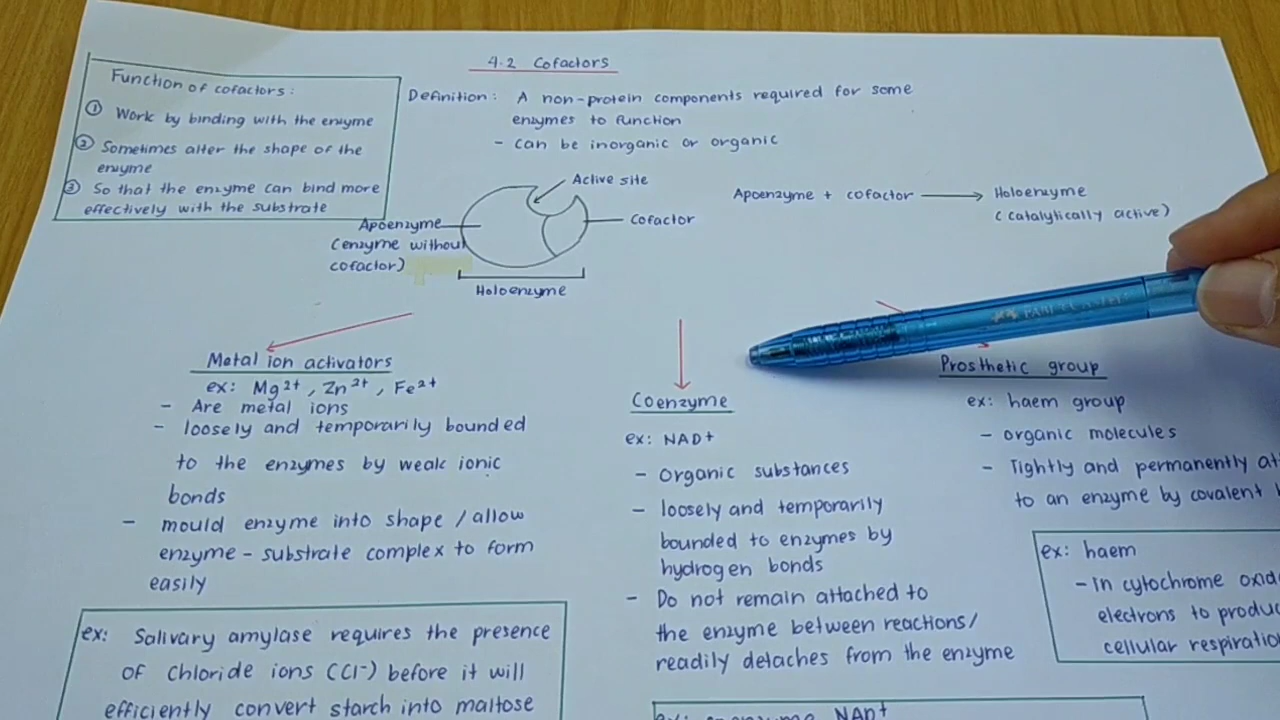 4.2 Cofactors
Function of cofactors:
① Work by binding with the enzyme
② Sometimes alter the shape of the
enzyme
③ So that the enzyme can bind more
effectively with the substrate
Definition: A non-protein components required for some
enzymes to function
- can be inorganic or organic
Active site
Apoenzyme
(enzyme without
cofactor)
Cofactor
Holoenzyme
Apoenzyme + cofactor → Holoenzyme
(catalytically active)
Metal ion activators
ex: Mg²⁺, Zn²⁺, Fe²⁺
- Are metal ions
- loosely and temporarily bounded
to the enzymes by weak ionic
bonds
- mould enzyme into shape / allow
enzyme-substrate complex to form
easily
ex: Salivary amylase requires the presence
of chloride ions (Cl⁻) before it will
efficiently convert starch into maltose
Coenzyme
ex: NAD⁺
- Organic substances
- loosely and temporarily
bounded to enzymes by
hydrogen bonds
- Do not remain attached to
the enzyme between reactions/
readily detaches from the enzyme
NAD⁺
Prosthetic group
ex: haem group
- organic molecules
- Tightly and permanently
to an enzyme by covalent
ex: haem
- In cytochrome
electrons to
cellular